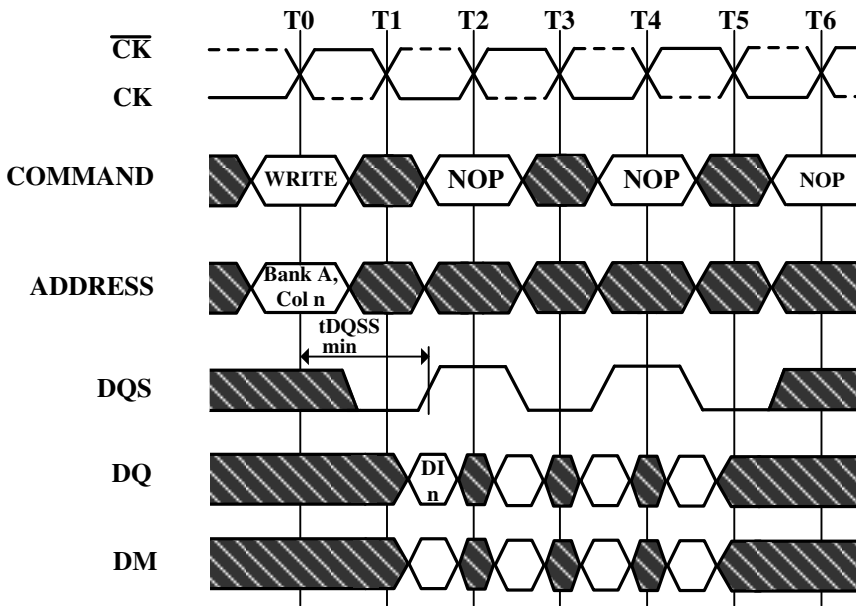 T0 T1 T2 T3 T4 T5 T6
CK
CK
COMMAND WRITE NOP NOP NOP
ADDRESS Bank A,
Col n
tDQSS
min
DQS
DQ DI
n
DM